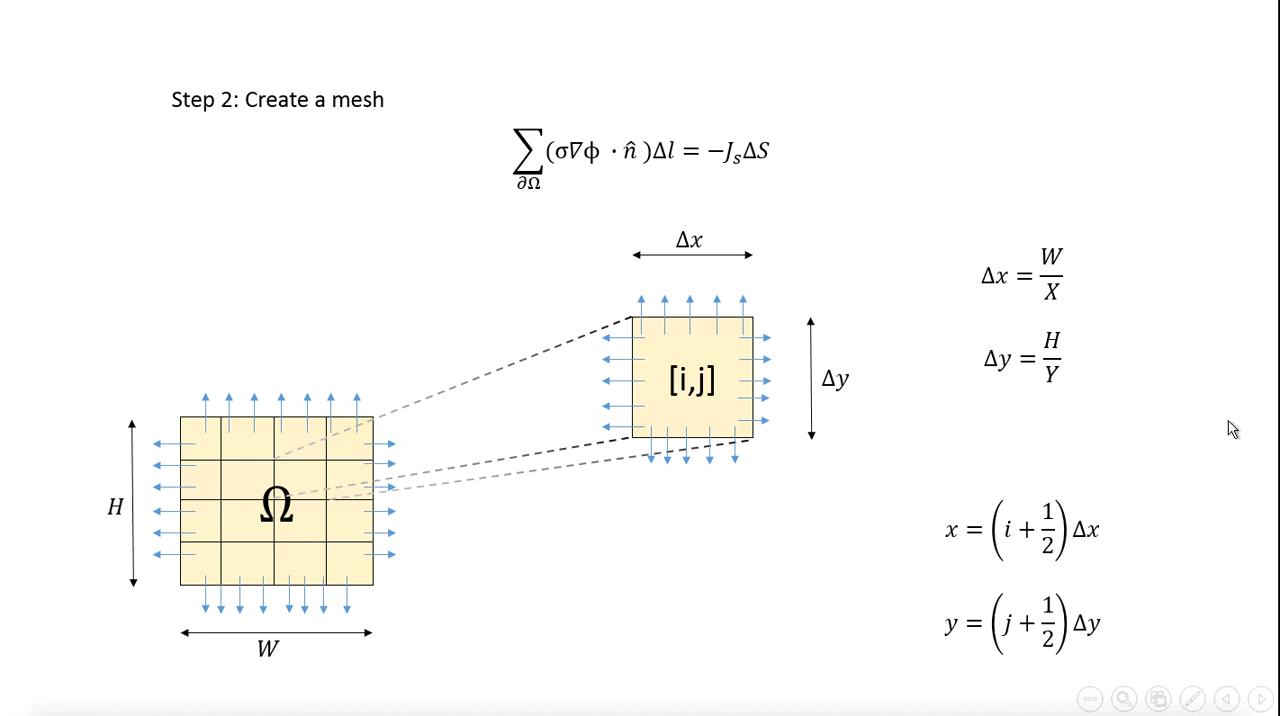 Step 2: Create a mesh
∑∂Ω (σ∇ϕ · n̂ )Δl = −JₛΔS
Δx
Δx = W/X
[i,j]
Δy
Δy = H/Y
H
Ω
x = (i + 1/2) Δx
y = (j + 1/2) Δy
W